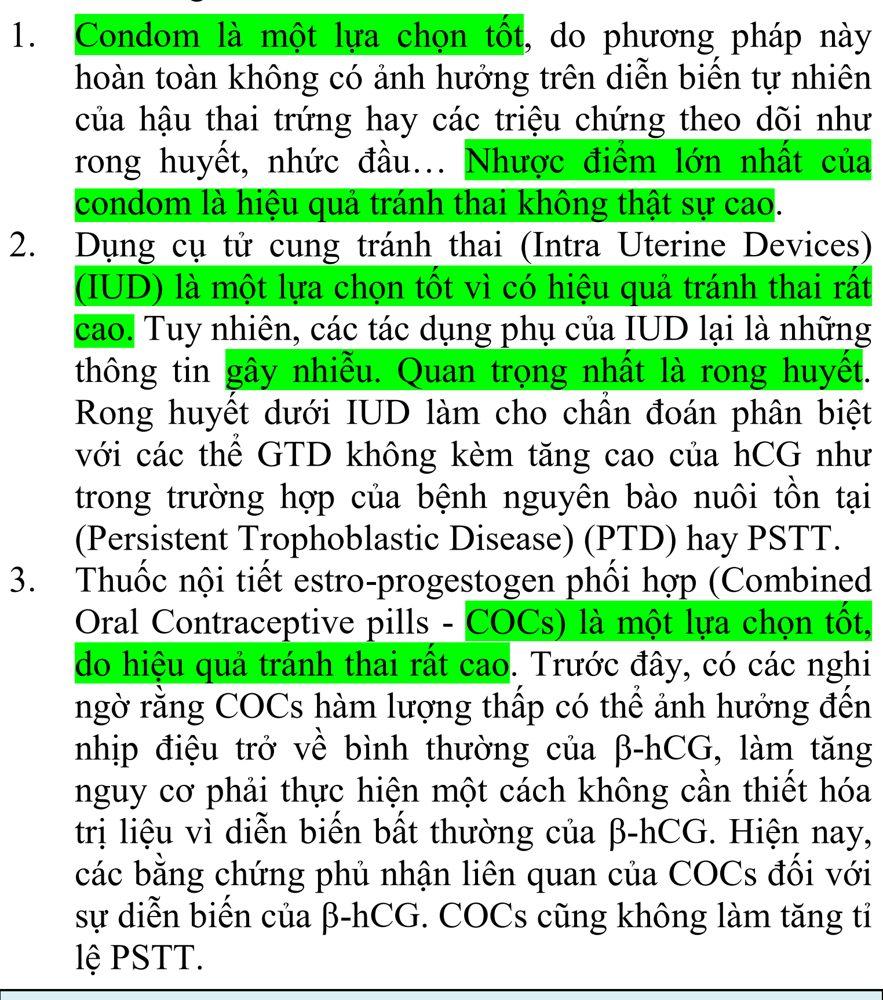 1. Condom là một lựa chọn tốt, do phương pháp này
hoàn toàn không có ảnh hưởng trên diễn biến tự nhiên
của hậu thai trứng hay các triệu chứng theo dõi như
rong huyết, nhức đầu… Nhược điểm lớn nhất của
condom là hiệu quả tránh thai không thật sự cao.
2. Dụng cụ tử cung tránh thai (Intra Uterine Devices)
(IUD) là một lựa chọn tốt vì có hiệu quả tránh thai rất
cao. Tuy nhiên, các tác dụng phụ của IUD lại là những
thông tin gây nhiễu. Quan trọng nhất là rong huyết.
Rong huyết dưới IUD làm cho chẩn đoán phân biệt
với các thể GTD không kèm tăng cao của hCG như
trong trường hợp của bệnh nguyên bào nuôi tồn tại
(Persistent Trophoblastic Disease) (PTD) hay PSTT.
3. Thuốc nội tiết estro-progestogen phối hợp (Combined
Oral Contraceptive pills - COCs) là một lựa chọn tốt,
do hiệu quả tránh thai rất cao. Trước đây, có các nghi
ngờ rằng COCs hàm lượng thấp có thể ảnh hưởng đến
nhịp điệu trở về bình thường của β-hCG, làm tăng
nguy cơ phải thực hiện một cách không cần thiết hóa
trị liệu vì diễn biến bất thường của β-hCG. Hiện nay,
các bằng chứng phủ nhận liên quan của COCs đối với
sự diễn biến của β-hCG. COCs cũng không làm tăng tỉ
lệ PSTT.